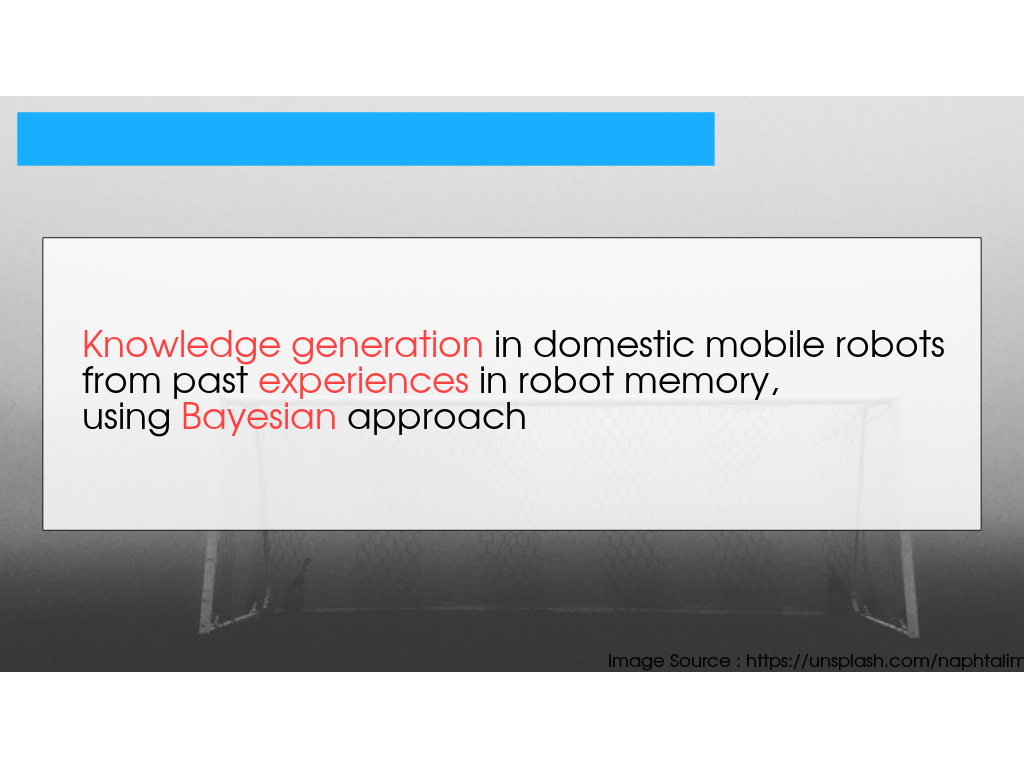 Knowledge generation in domestic mobile robots
from past experiences in robot memory,
using Bayesian approach
Image Source : https://unsplash.com/naphtalim